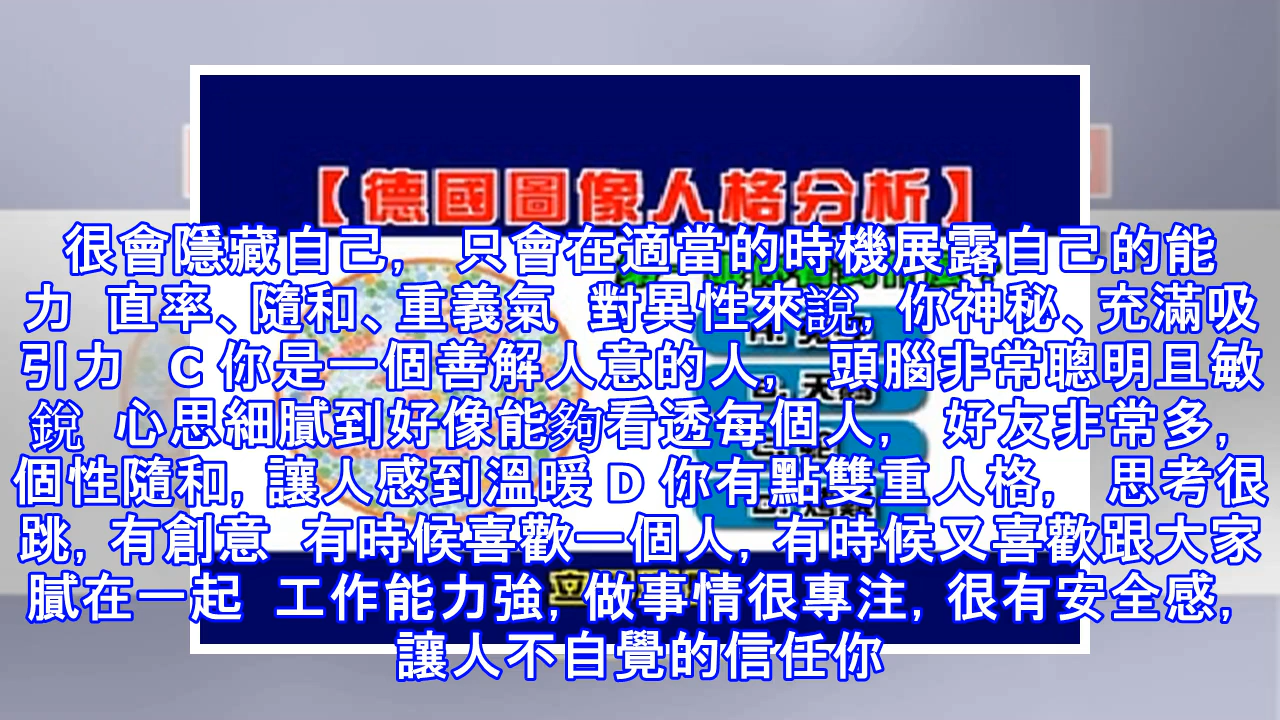 【德國圖像人格分析】
很會隱藏自己, 只會在適當的時機展露自己的能
力 直率、隨和、重義氣 對異性來說, 你神秘、充滿吸
引力 C 你是一個善解人意的人, 頭腦非常聰明且敏
銳 心思細膩到好像能夠看透每個人, 好友非常多,
個性隨和, 讓人感到溫暖 D 你有點雙重人格, 思考很
跳, 有創意 有時候喜歡一個人, 有時候又喜歡跟大家
膩在一起 工作能力強, 做事情很專注, 很有安全感,
讓人不自覺的信任你